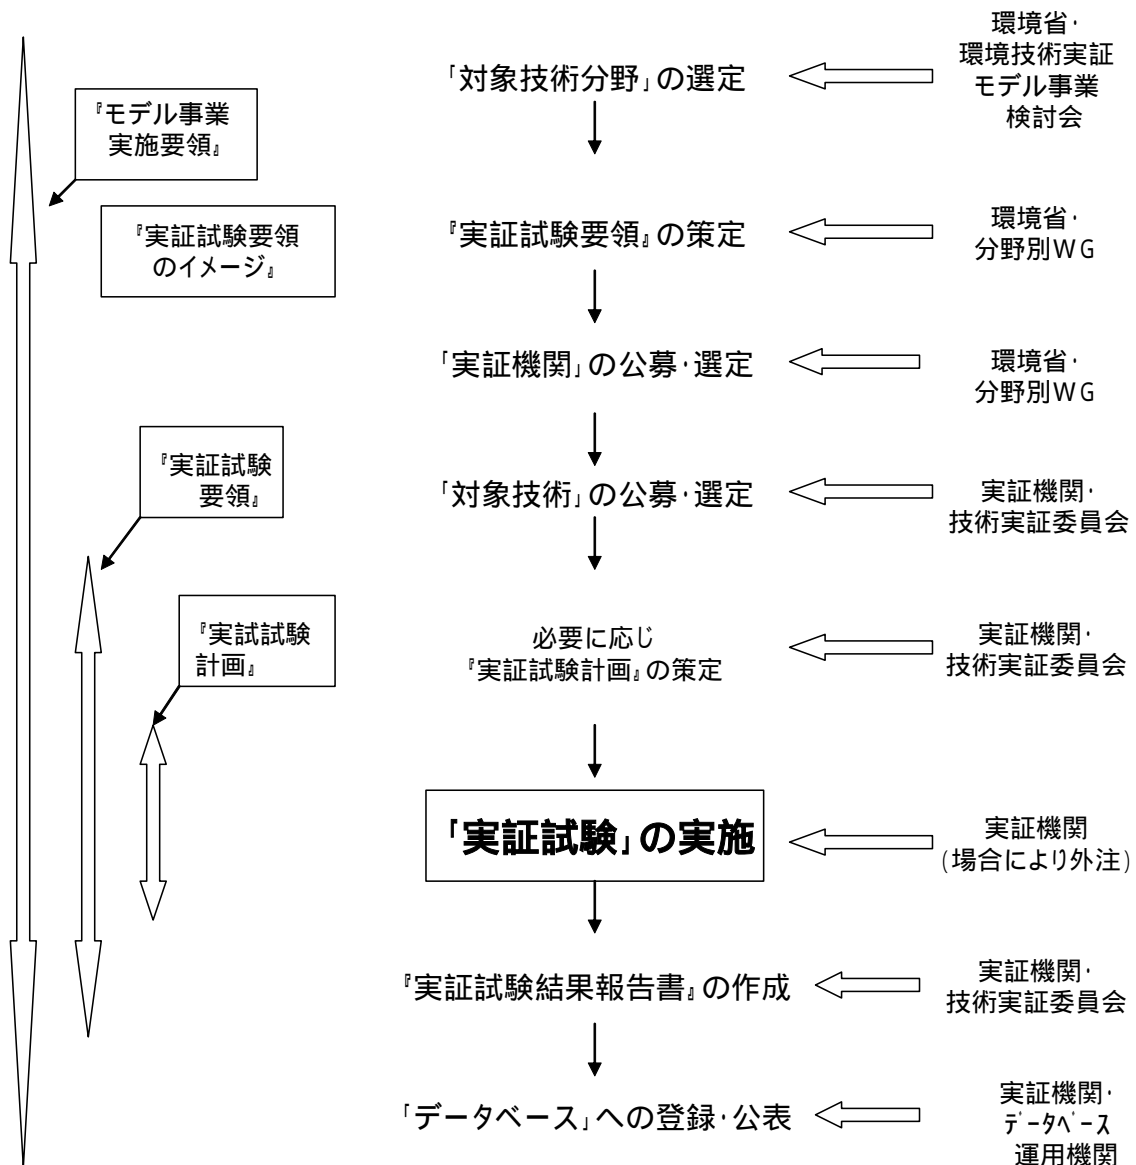 環境省・
環境技術実証
モデル事業
検討会
「対象技術分野」の選定
『モデル事業
実施要領』
『実証試験要領
のイメージ』
『実証試験要領』の策定
環境省・
分野別WG
「実証機関」の公募・選定
環境省・
分野別WG
『実証試験
要領』
「対象技術」の公募・選定
実証機関・
技術実証委員会
『実試試験
計画』
必要に応じ
『実証試験計画』の策定
実証機関・
技術実証委員会
「実証試験」の実施
実証機関
(場合により外注)
『実証試験結果報告書』の作成
実証機関・
技術実証委員会
「データベース」への登録・公表
実証機関・
データベース
運用機関